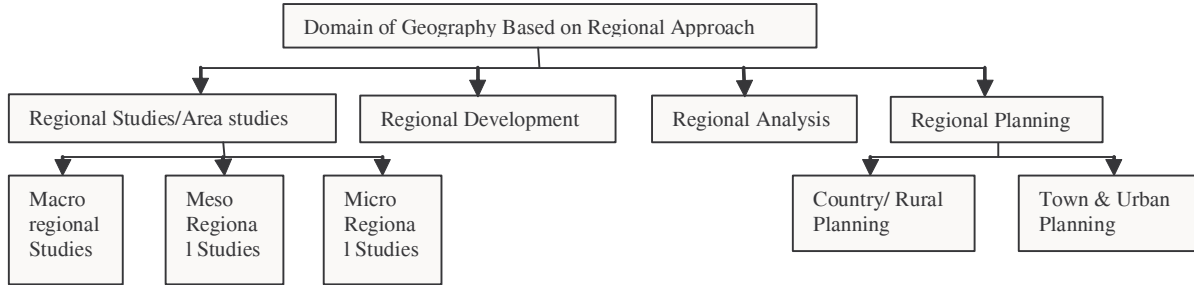 Domain of Geography Based on Regional Approach
Regional Studies/Area studies
Regional Development
Regional Analysis
Regional Planning
Macro
regional
Studies
Meso
Regiona
l Studies
Micro
Regiona
l Studies
Country/ Rural
Planning
Town & Urban
Planning